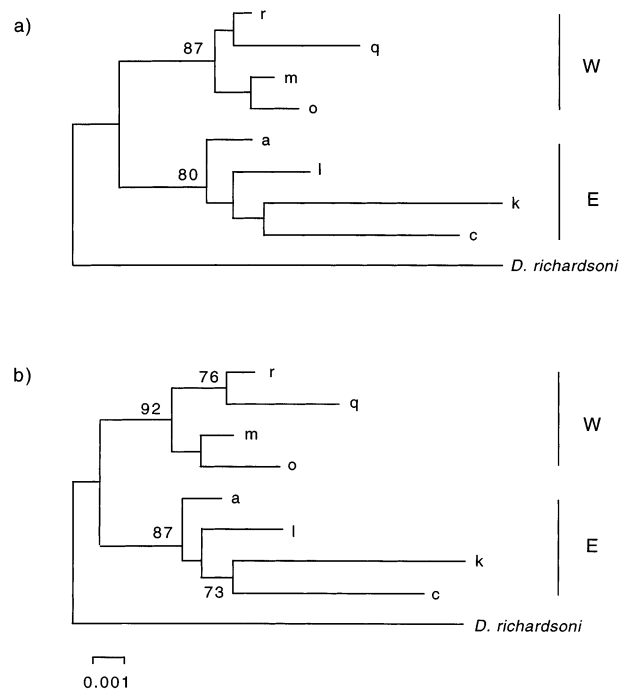 a)
r
87
q
W
m
o
a
l
80
k
E
c
D. richardsoni
b)
76 r
q
92
W
m
o
a
l
87
E
k
73 c
D. richardsoni
0.001